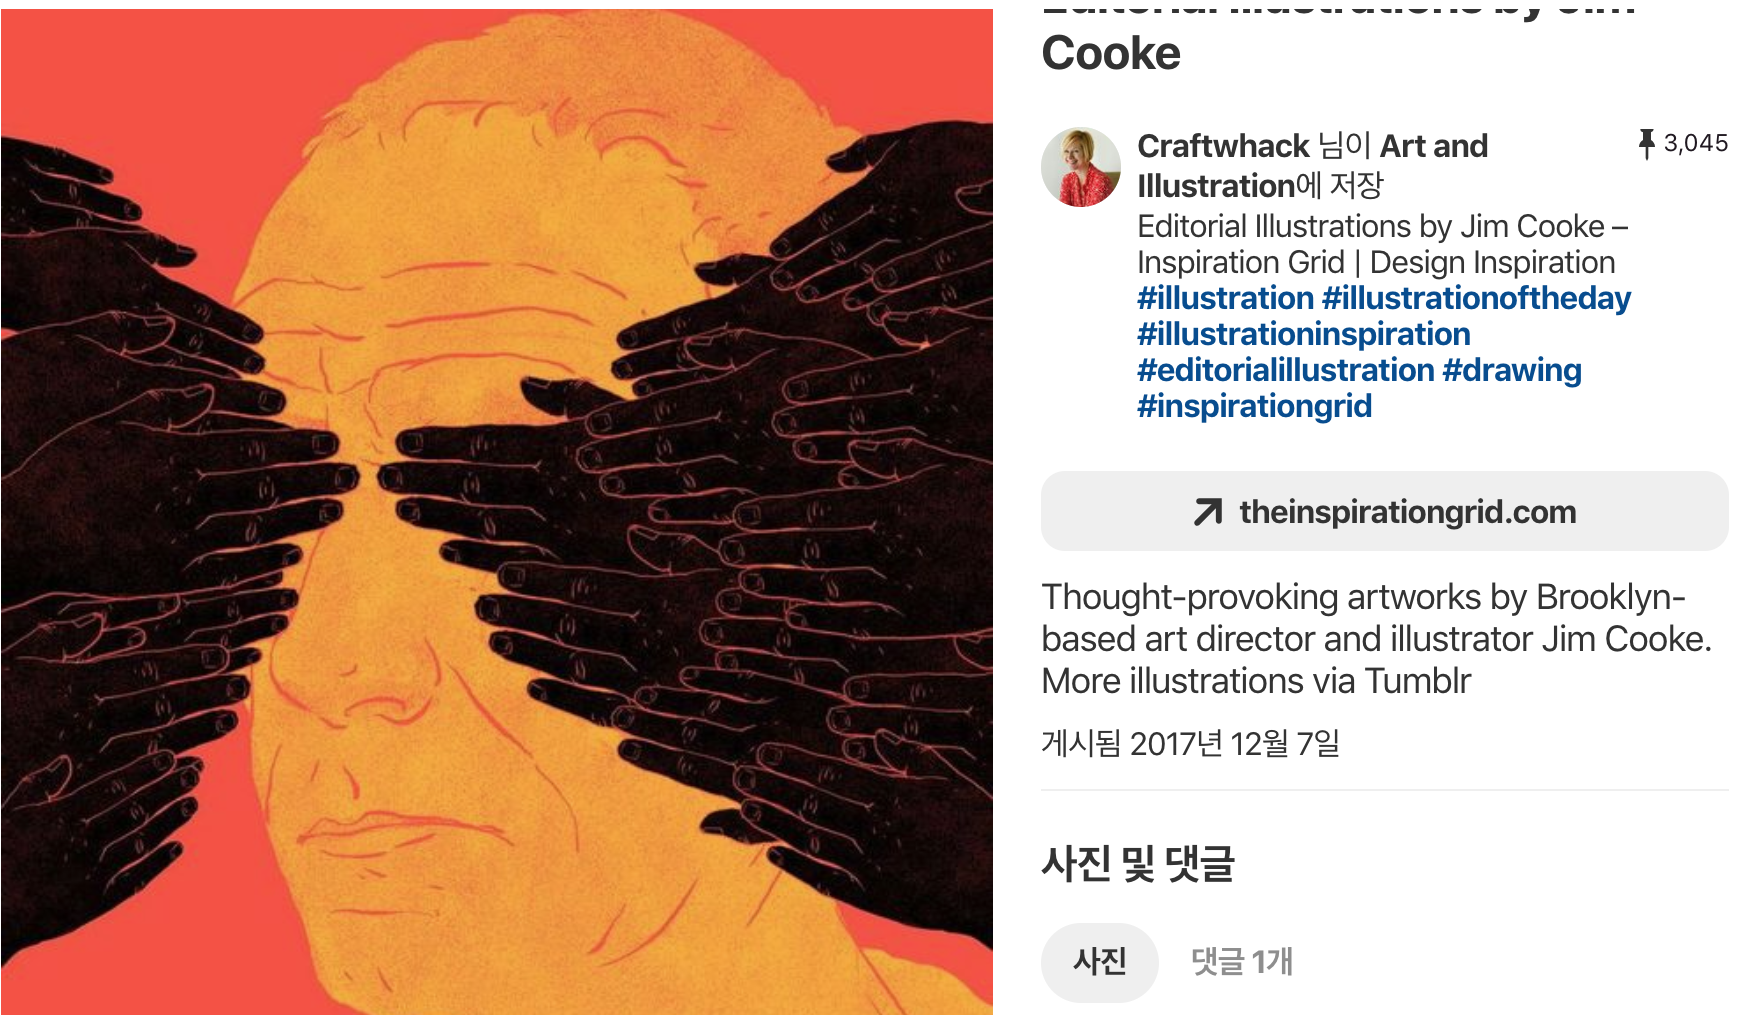 Editorial Illustrations by Jim
Cooke
Craftwhack 님이 Art and
Illustration에 저장
3,045
Editorial Illustrations by Jim Cooke –
Inspiration Grid | Design Inspiration
#illustration #illustrationoftheday
#illustrationinspiration
#editorialillustration #drawing
#inspirationgrid
theinspirationgrid.com
Thought-provoking artworks by Brooklyn-
based art director and illustrator Jim Cooke.
More illustrations via Tumblr
게시됨 2017년 12월 7일
사진 및 댓글
사진
댓글 1개